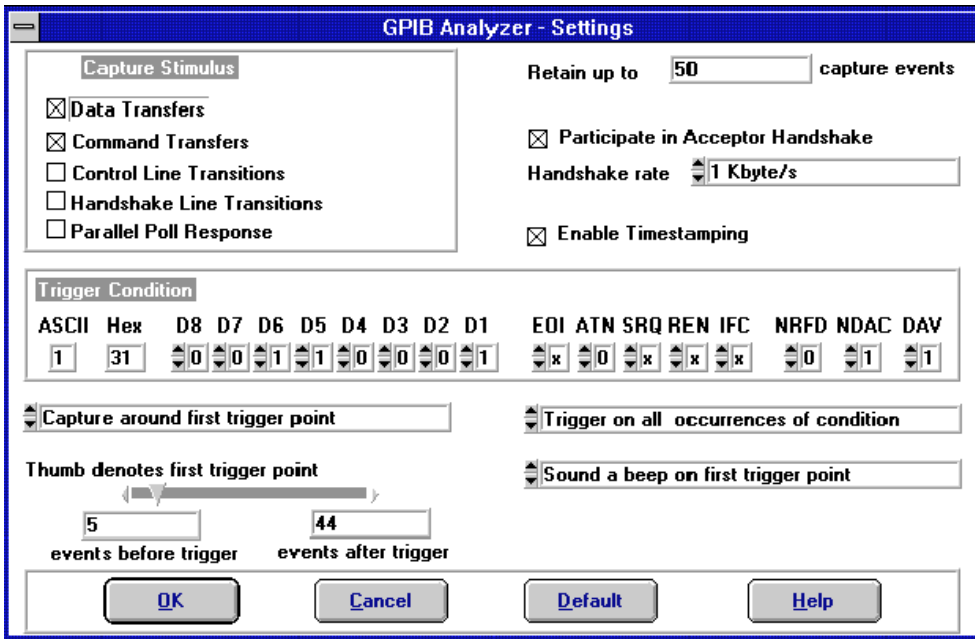 GPIB Analyzer - Settings
Capture Stimulus
Data Transfers
Command Transfers
Control Line Transitions
Handshake Line Transitions
Parallel Poll Response
Retain up to 50 capture events
Participate in Acceptor Handshake
Handshake rate 1 Kbyte/s
Enable Timestamping
Trigger Condition
ASCII Hex D8 D7 D6 D5 D4 D3 D2 D1 EOI ATN SRQ REN IFC NRFD NDAC DAV
1 31 0 0 1 1 0 0 0 1 x 0 x x x 0 1 1
Capture around first trigger point
Trigger on all occurrences of condition
Thumb denotes first trigger point
Sound a beep on first trigger point
5 44
events before trigger events after trigger
OK Cancel Default Help